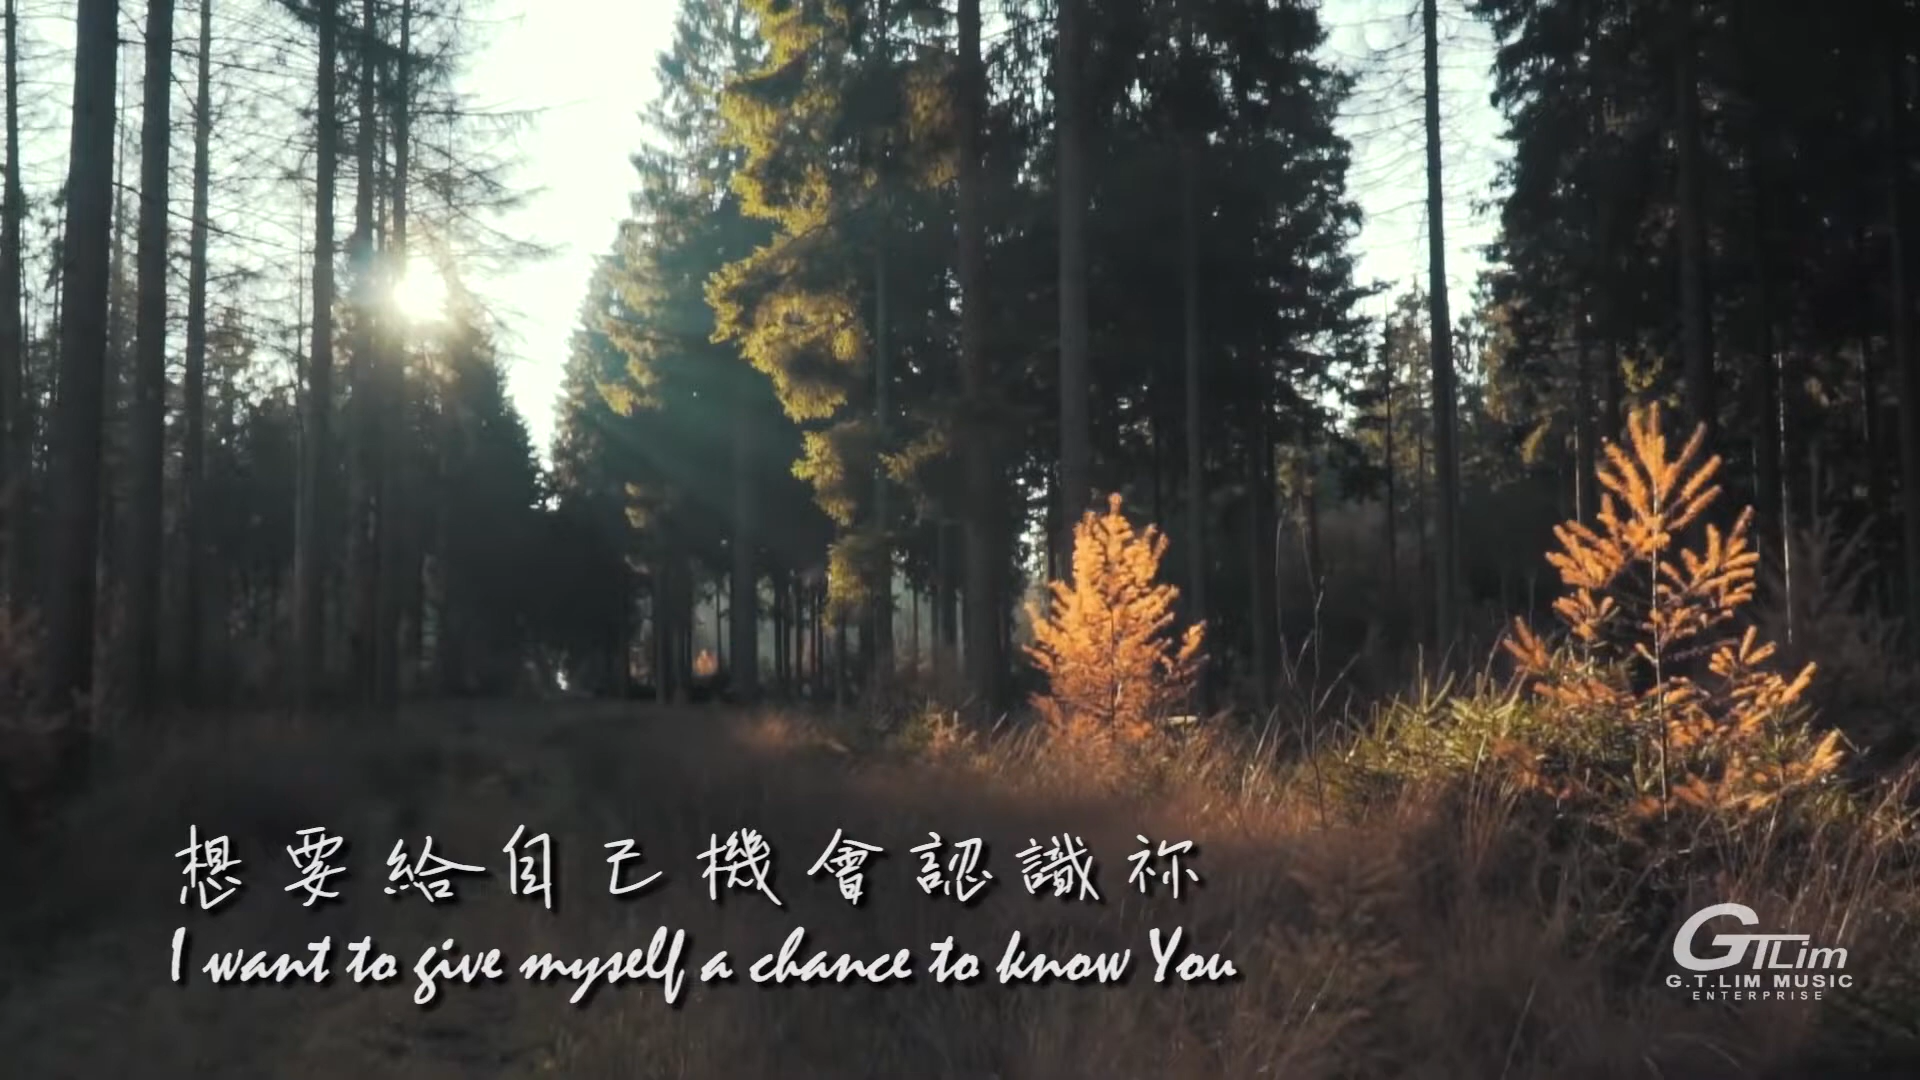 想要給自己機會認識祢
I want to give myself a chance to know You
GTLim
G.T.LIM MUSIC
ENTERPRISE